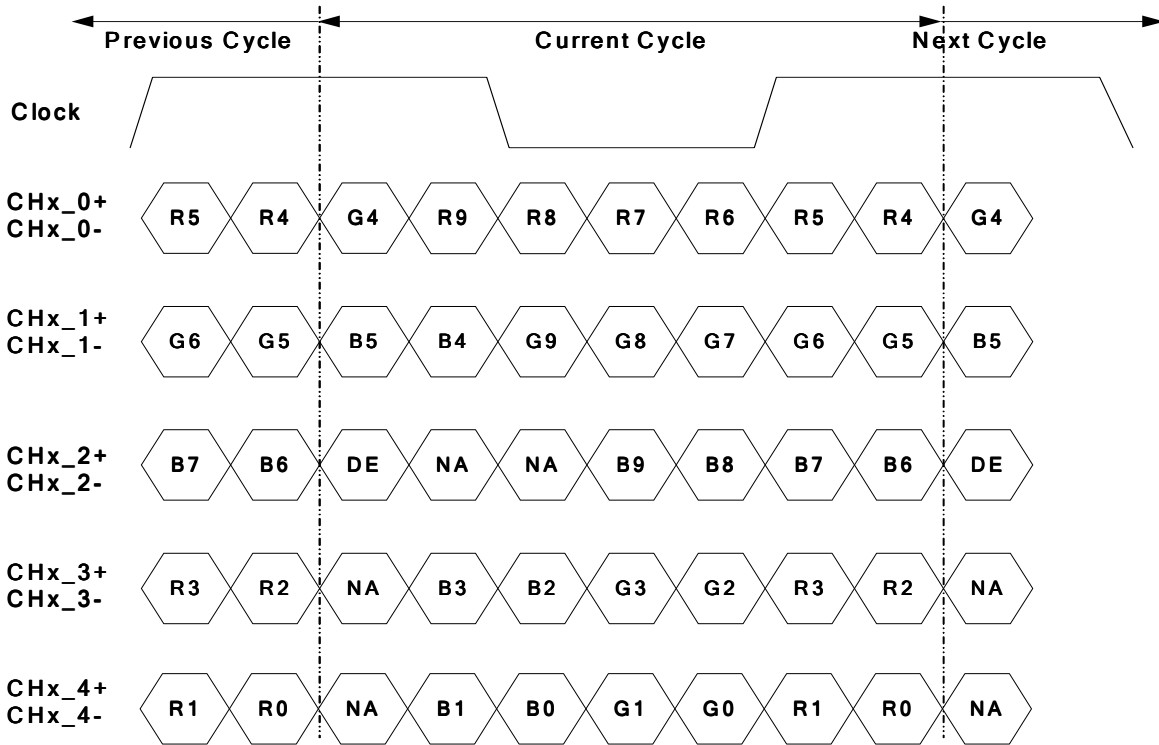 Previous Cycle Current Cycle Next Cycle
Clock
CHx_0+
CHx_0-
R5 R4 G4 R9 R8 R7 R6 R5 R4 G4
CHx_1+
CHx_1-
G6 G5 B5 B4 G9 G8 G7 G6 G5 B5
CHx_2+
CHx_2-
B7 B6 DE NA NA B9 B8 B7 B6 DE
CHx_3+
CHx_3-
R3 R2 NA B3 B2 G3 G2 R3 R2 NA
CHx_4+
CHx_4-
R1 R0 NA B1 B0 G1 G0 R1 R0 NA